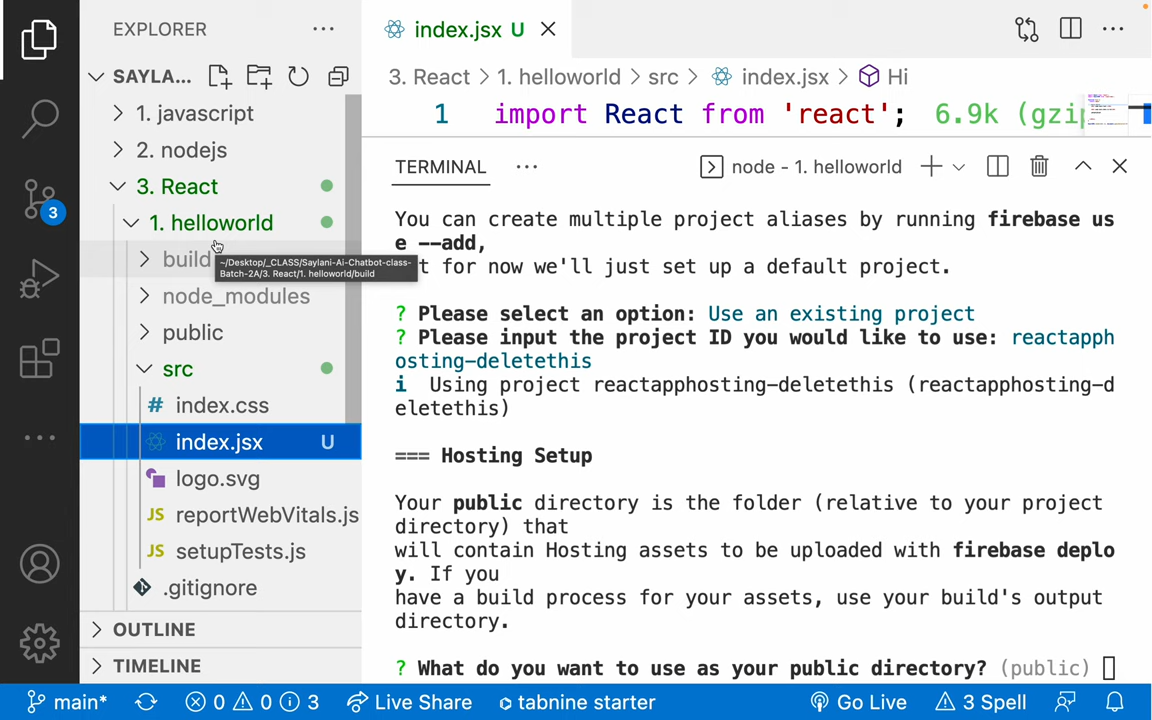 EXPLORER
SAYLA...
1. javascript
2. nodejs
3. React
1. helloworld
build
~/Desktop/_CLASS/Saylani-Ai-Chatbot-class-
Batch-2A/3. React/1. helloworld/build
node_modules
public
src
# index.css
index.jsx U
logo.svg
JS reportWebVitals.js
JS setupTests.js
.gitignore
OUTLINE
TIMELINE
3
index.jsx U
3. React > 1. helloworld > src > index.jsx > Hi
1 import React from 'react'; 6.9k (gzi
TERMINAL
node - 1. helloworld
You can create multiple project aliases by running firebase us
e --add,
t for now we'll just set up a default project.
? Please select an option: Use an existing project
? Please input the project ID you would like to use: reactapph
osting-deletethis
i Using project reactapphosting-deletethis (reactapphosting-d
eletethis)
=== Hosting Setup
Your public directory is the folder (relative to your project
directory) that
will contain Hosting assets to be uploaded with firebase deplo
y. If you
have a build process for your assets, use your build's output
directory.
? What do you want to use as your public directory? (public)
main* 0 0 3 Live Share tabnine starter Go Live 3 Spell